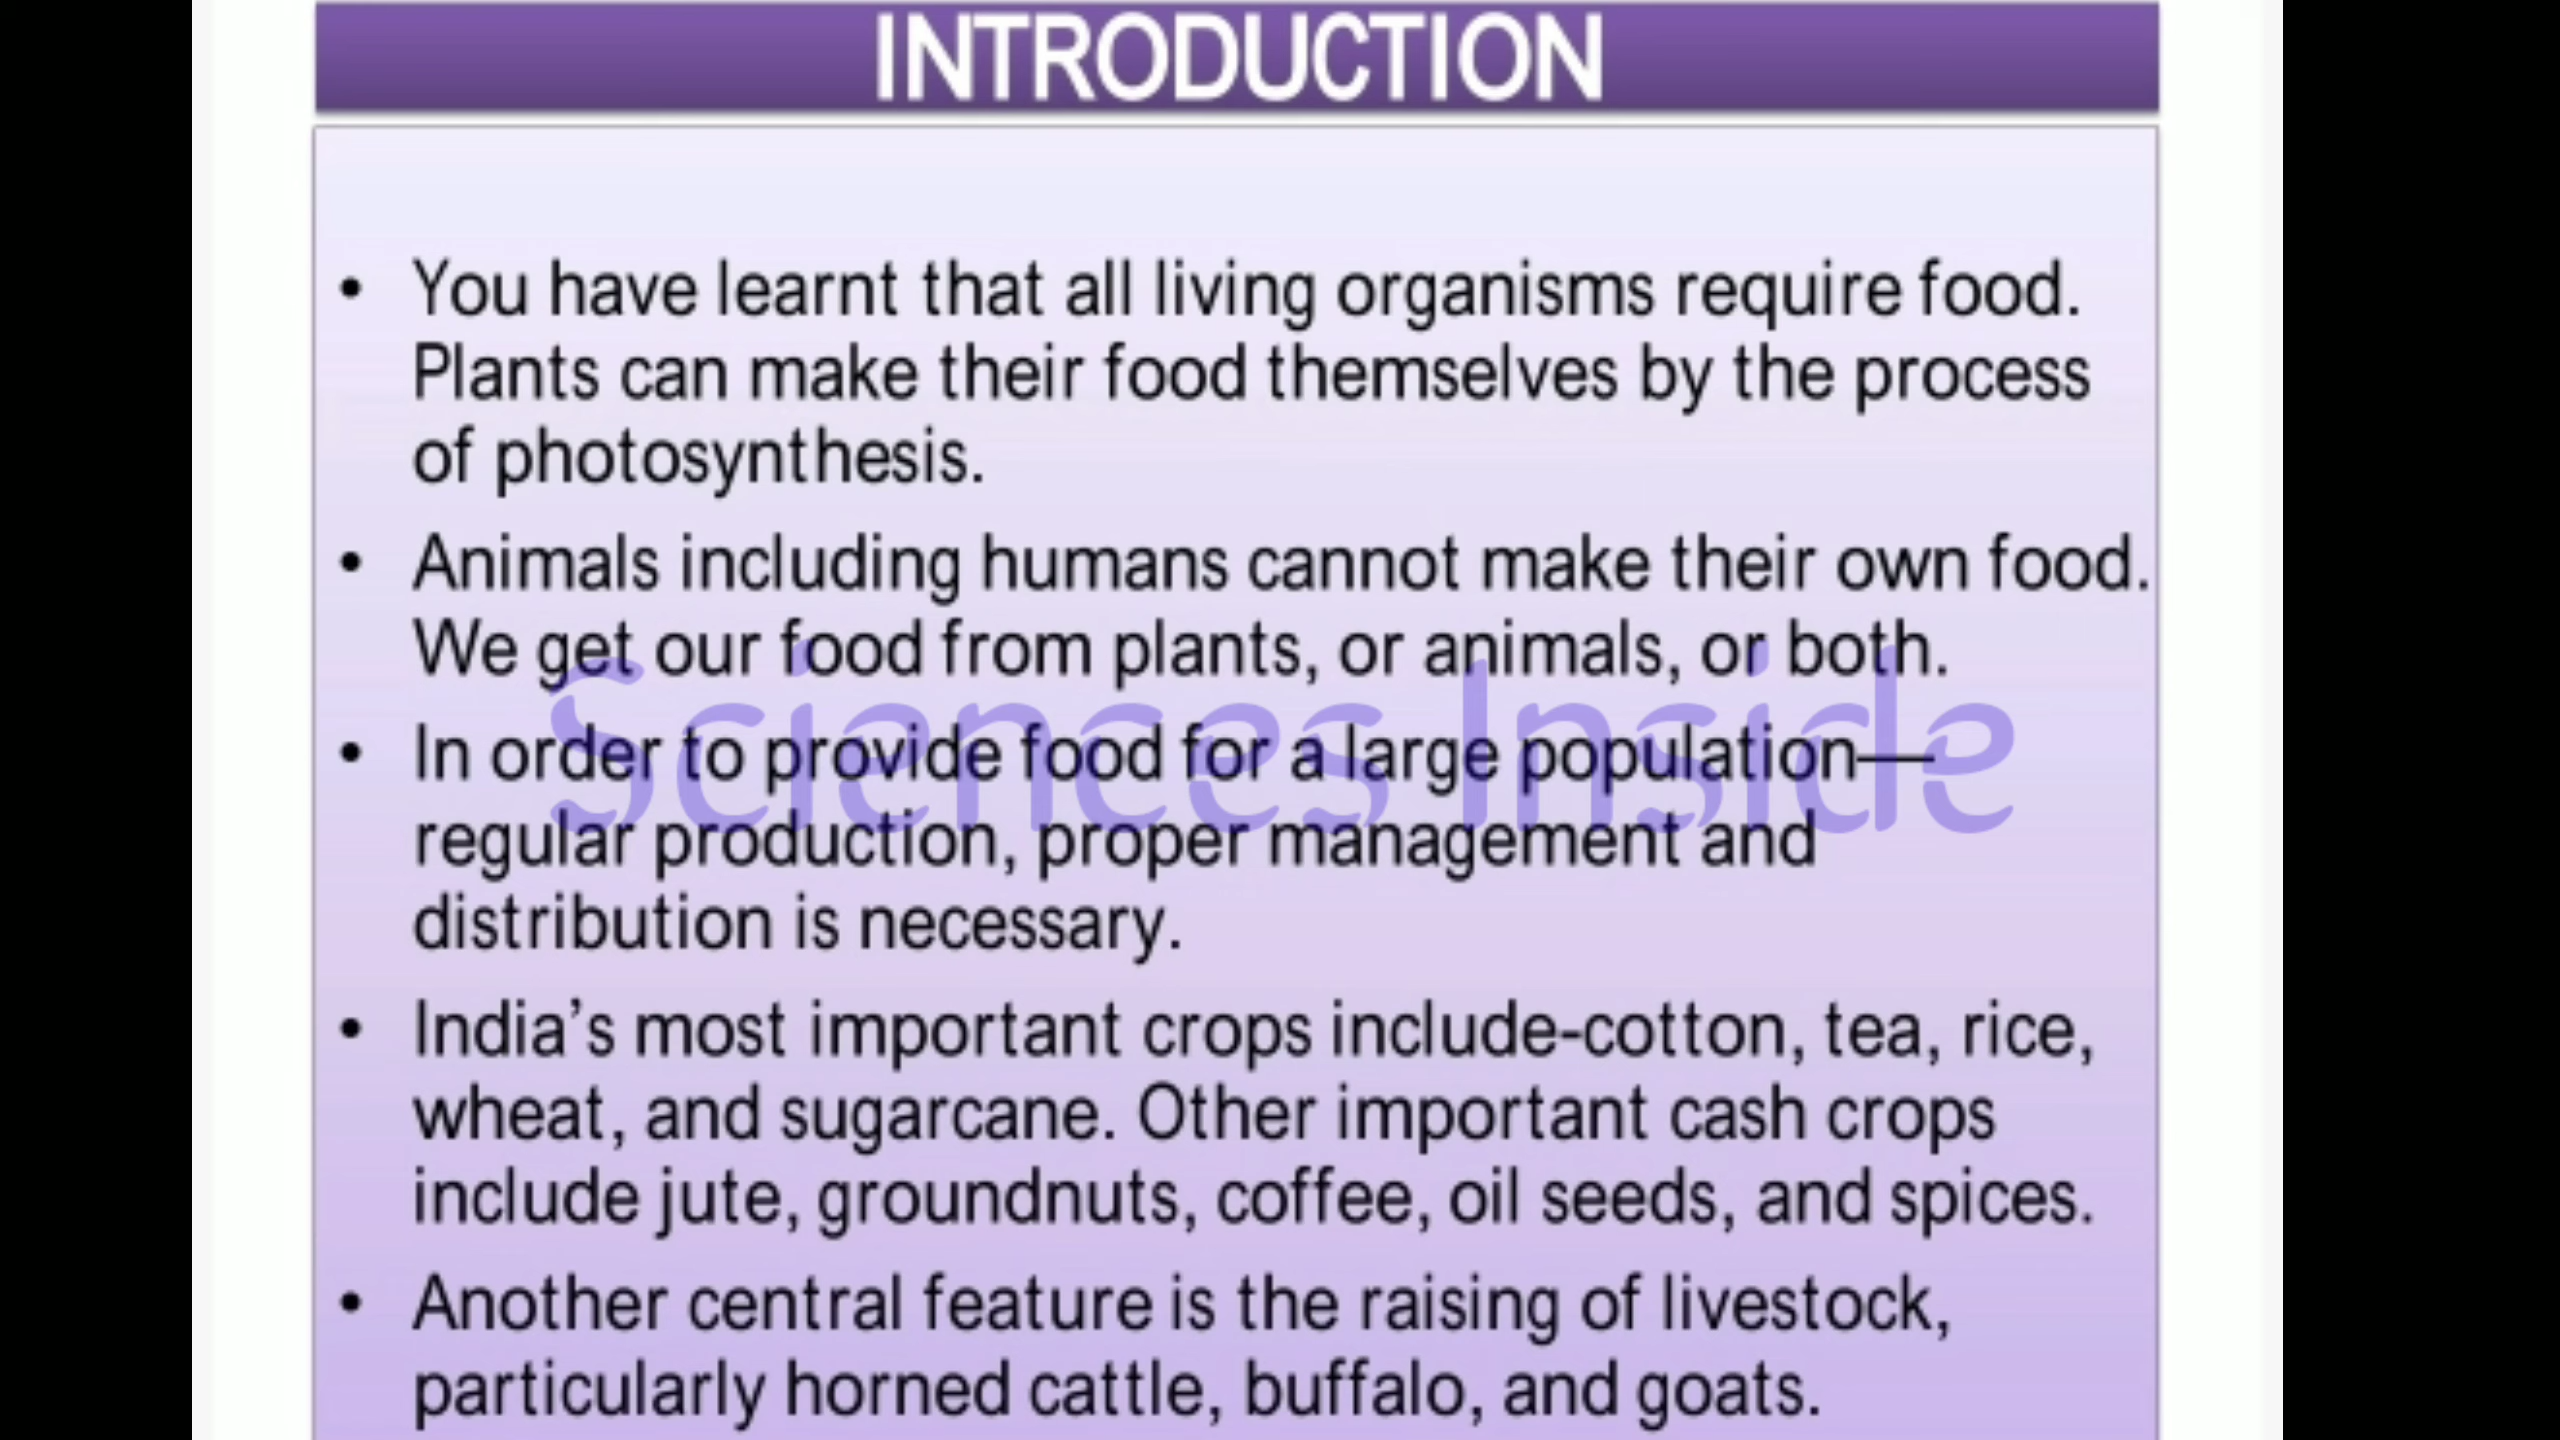 INTRODUCTION
• You have learnt that all living organisms require food.
Plants can make their food themselves by the process
of photosynthesis.
• Animals including humans cannot make their own food.
We get our food from plants, or animals, or both.
Sciences Inside
• In order to provide food for a large population—
regular production, proper management and
distribution is necessary.
• India’s most important crops include-cotton, tea, rice,
wheat, and sugarcane. Other important cash crops
include jute, groundnuts, coffee, oil seeds, and spices.
• Another central feature is the raising of livestock,
particularly horned cattle, buffalo, and goats.